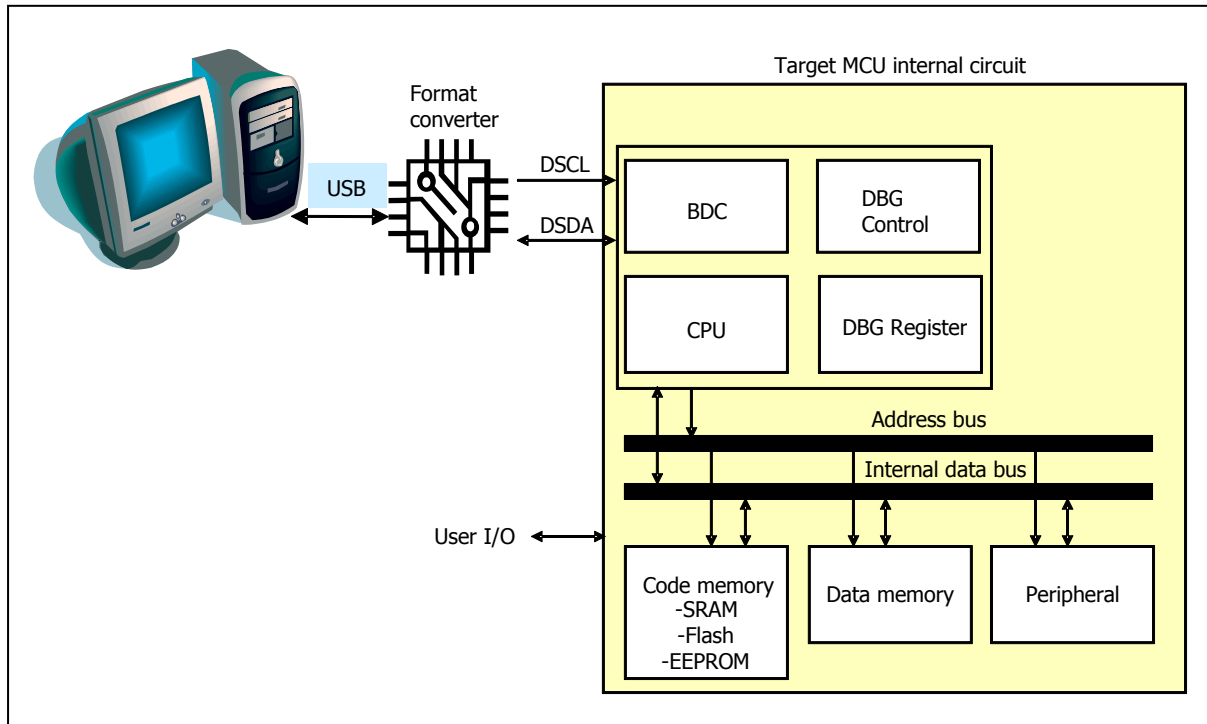 Target MCU internal circuit
Format
converter
USB
DSCL
DSDA
BDC
DBG
Control
CPU
DBG Register
Address bus
Internal data bus
User I/O
Code memory
-SRAM
-Flash
-EEPROM
Data memory
Peripheral